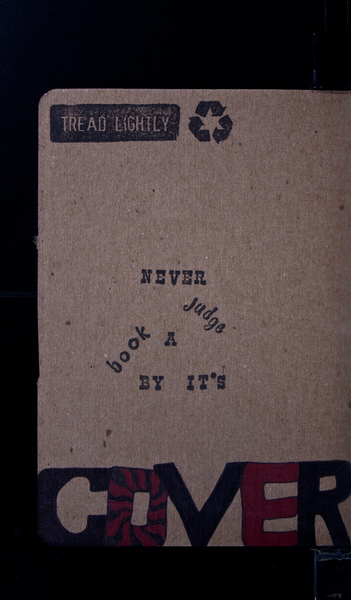 TREAD LIGHTLY
NEVER
judge
A
book
BY IT'S
COVER